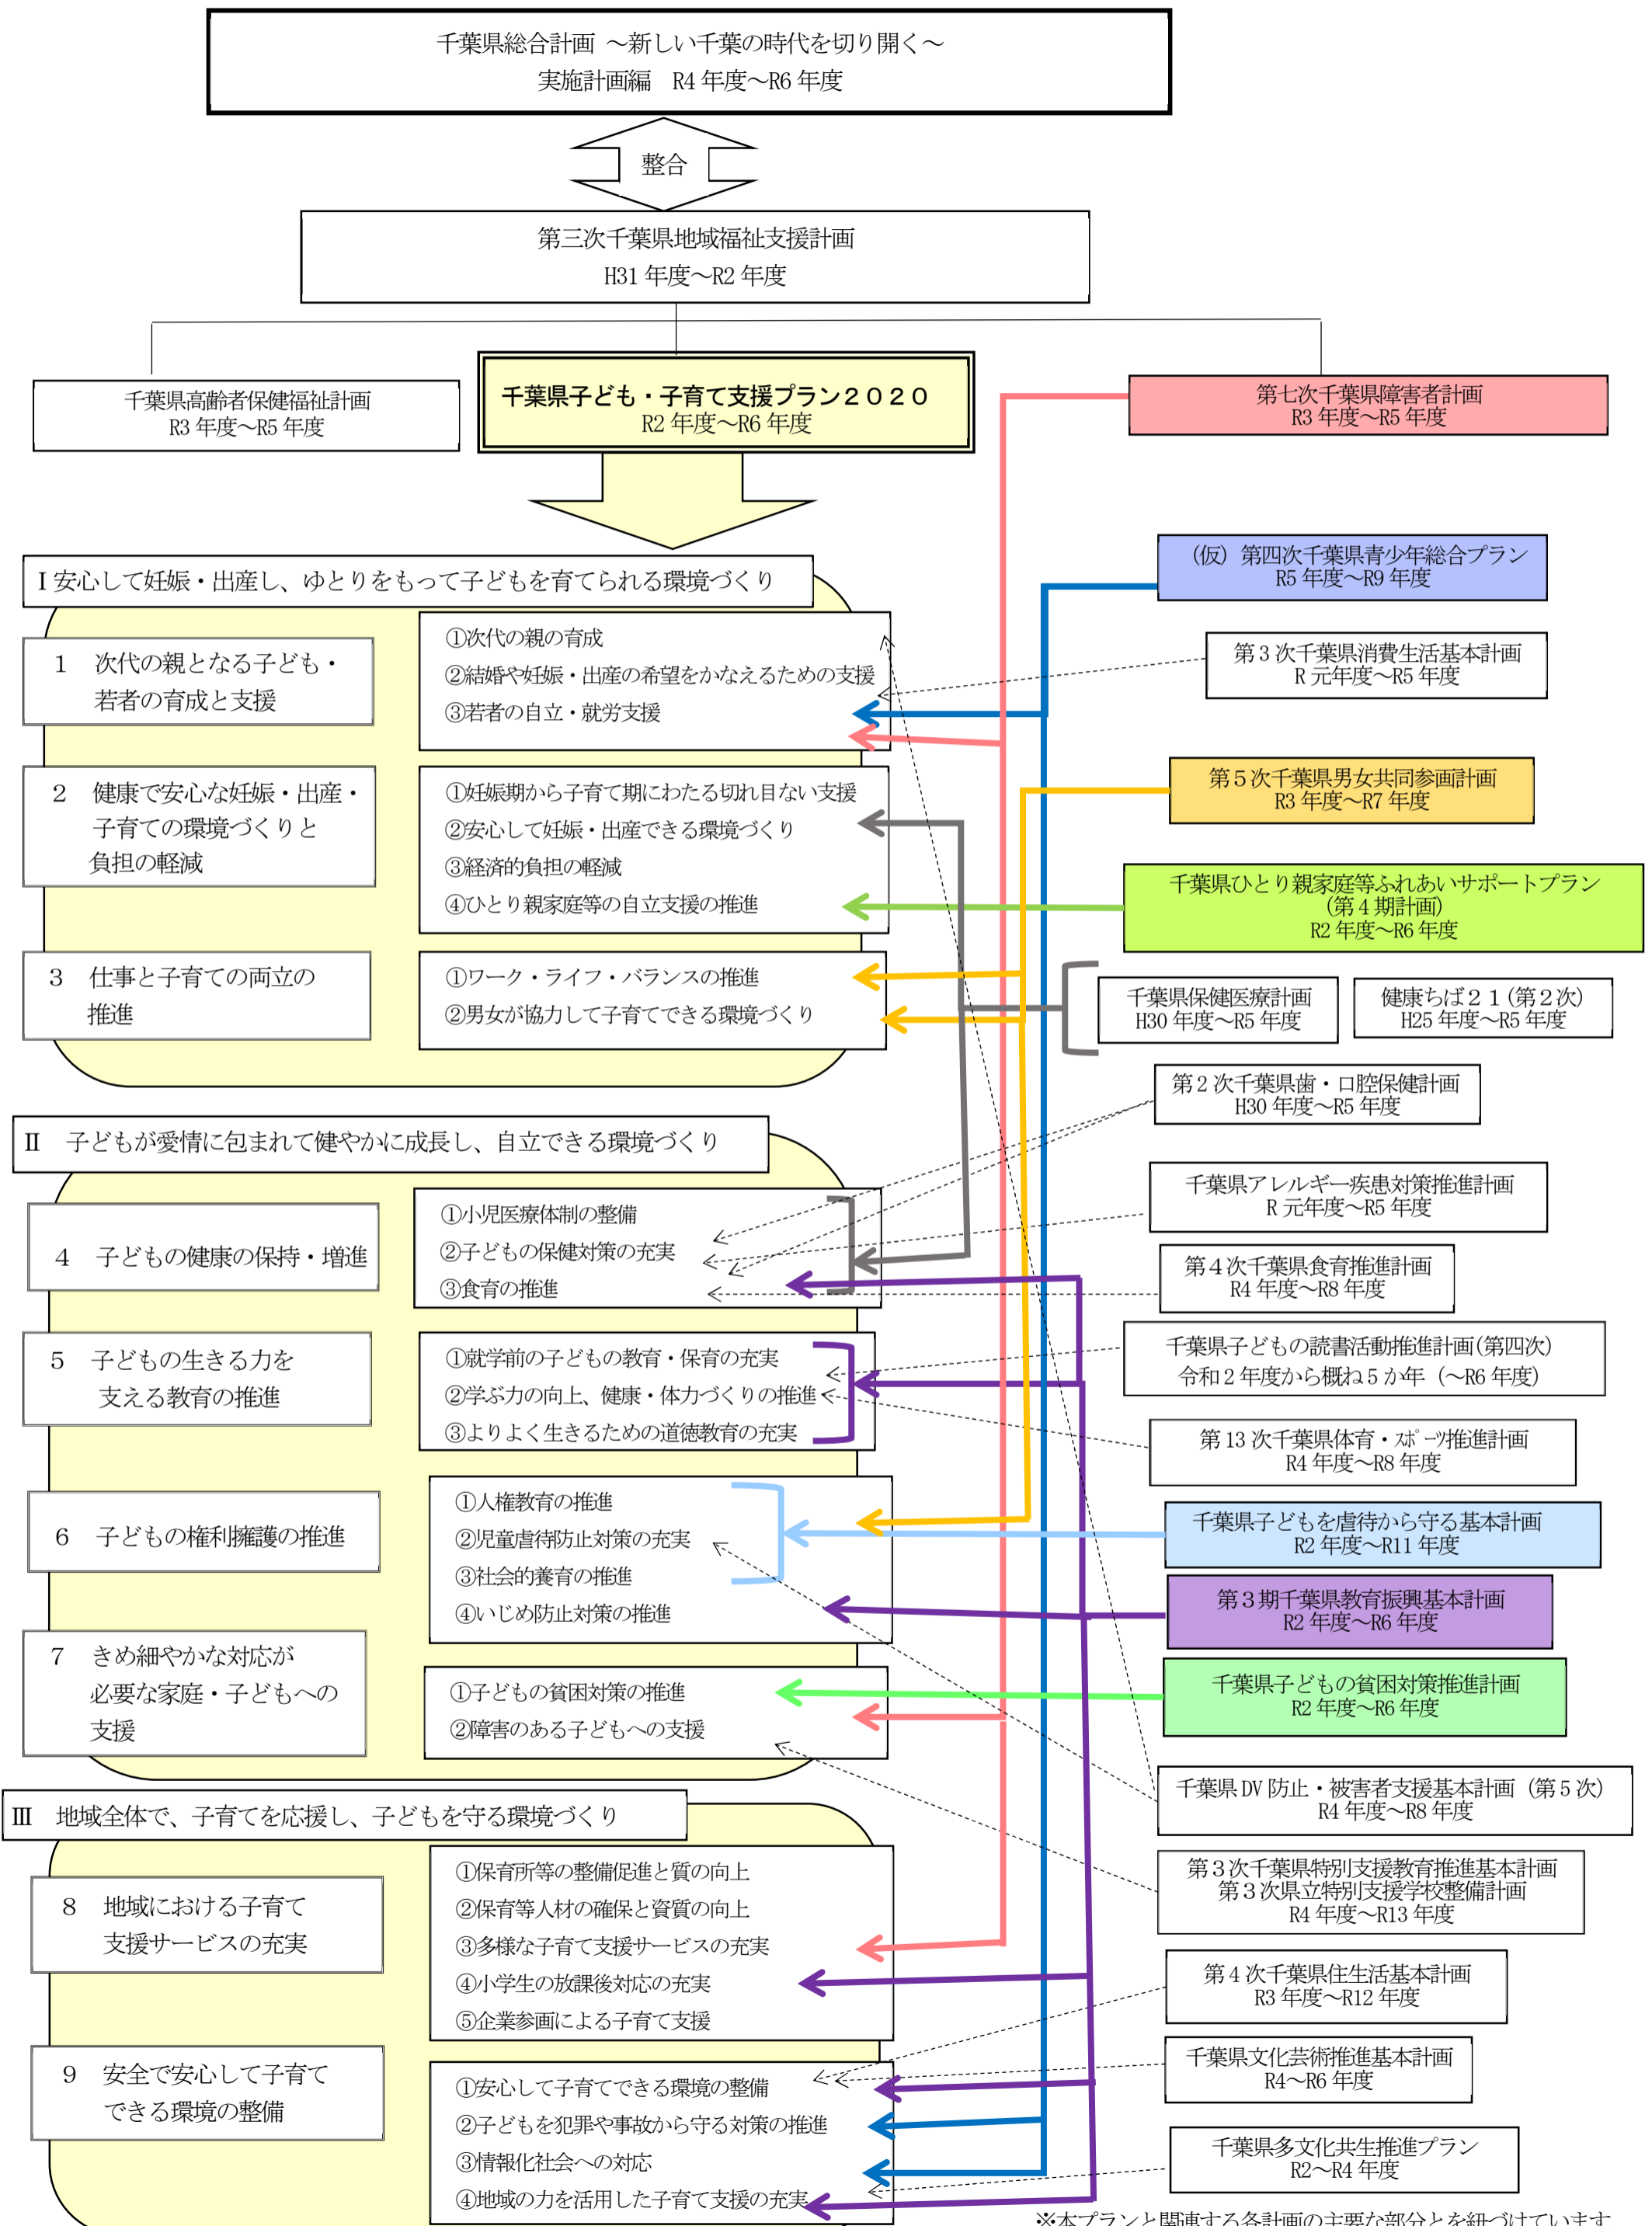 千葉県総合計画 ～新しい千葉の時代を切り開く～
実施計画編　R4 年度～R6 年度
整合
第三次千葉県地域福祉支援計画
H31 年度～R2 年度
千葉県高齢者保健福祉計画
R3 年度～R5 年度
千葉県子ども・子育て支援プラン２０２０
R2 年度～R6 年度
第七次千葉県障害者計画
R3 年度～R5 年度
Ⅰ安心して妊娠・出産し、ゆとりをもって子どもを育てられる環境づくり
１　次代の親となる子ども・
若者の育成と支援
①次代の親の育成
②結婚や妊娠・出産の希望をかなえるための支援
③若者の自立・就労支援
２　健康で安心な妊娠・出産・
子育ての環境づくりと
負担の軽減
①妊娠期から子育て期にわたる切れ目ない支援
②安心して妊娠・出産できる環境づくり
③経済的負担の軽減
④ひとり親家庭等の自立支援の推進
３　仕事と子育ての両立の
推進
①ワーク・ライフ・バランスの推進
②男女が協力して子育てできる環境づくり
Ⅱ　子どもが愛情に包まれて健やかに成長し、自立できる環境づくり
４　子どもの健康の保持・増進
①小児医療体制の整備
②子どもの保健対策の充実
③食育の推進
５　子どもの生きる力を
支える教育の推進
①就学前の子どもの教育・保育の充実
②学ぶ力の向上、健康・体力づくりの推進
③よりよく生きるための道徳教育の充実
６　子どもの権利擁護の推進
①人権教育の推進
②児童虐待防止対策の充実
③社会的養育の推進
④いじめ防止対策の推進
７　きめ細やかな対応が
必要な家庭・子どもへの
支援
①子どもの貧困対策の推進
②障害のある子どもへの支援
Ⅲ　地域全体で、子育てを応援し、子どもを守る環境づくり
８　地域における子育て
支援サービスの充実
①保育所等の整備促進と質の向上
②保育等人材の確保と資質の向上
③多様な子育て支援サービスの充実
④小学生の放課後対応の充実
⑤企業参画による子育て支援
９　安全で安心して子育て
できる環境の整備
①安心して子育てできる環境の整備
②子どもを犯罪や事故から守る対策の推進
③情報化社会への対応
④地域の力を活用した子育て支援の充実
（仮）第四次千葉県青少年総合プラン
R5 年度～R9 年度
第３次千葉県消費生活基本計画
R 元年度～R5 年度
第５次千葉県男女共同参画計画
R3 年度～R7 年度
千葉県ひとり親家庭等ふれあいサポートプラン
（第４期計画）
R2 年度～R6 年度
千葉県保健医療計画
H30 年度～R5 年度
健康ちば２１（第２次）
H25 年度～R5 年度
第２次千葉県歯・口腔保健計画
H30 年度～R5 年度
千葉県アレルギー疾患対策推進計画
R 元年度～R5 年度
第４次千葉県食育推進計画
R4 年度～R8 年度
千葉県子どもの読書活動推進計画(第四次)
令和２年度から概ね５か年（～R6 年度）
第 13 次千葉県体育・ｽﾎﾟｰﾂ推進計画
R4 年度～R8 年度
千葉県子どもを虐待から守る基本計画
R2 年度～R11 年度
第３期千葉県教育振興基本計画
R2 年度～R6 年度
千葉県子どもの貧困対策推進計画
R2 年度～R6 年度
千葉県 DV 防止・被害者支援基本計画（第５次）
R4 年度～R8 年度
第３次千葉県特別支援教育推進基本計画
第３次県立特別支援学校整備計画
R4 年度～R13 年度
第４次千葉県住生活基本計画
R3 年度～R12 年度
千葉県文化芸術推進基本計画
R4～R6 年度
千葉県多文化共生推進プラン
R2～R4 年度
※本プランと関連する各計画の主要な部分とを紐づけています